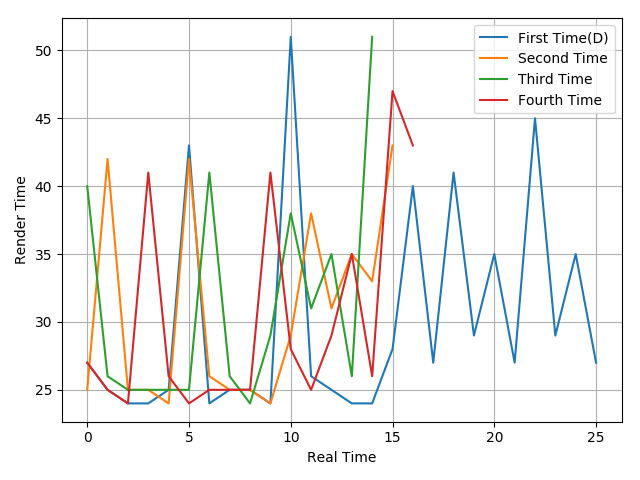 First Time(D)
Second Time
Third Time
Fourth Time
50
45
40
35
30
25
Render Time
0 5 10 15 20 25
Real Time